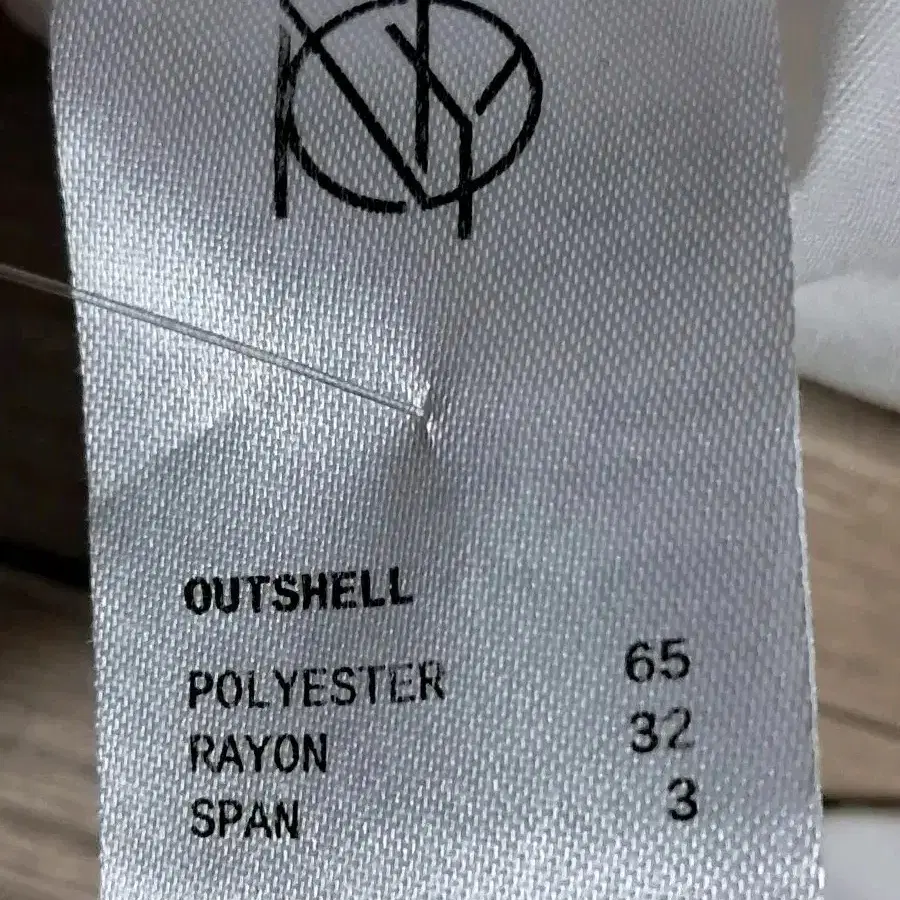 OUTSHELL
POLYESTER 65
RAYON 32
SPAN 3